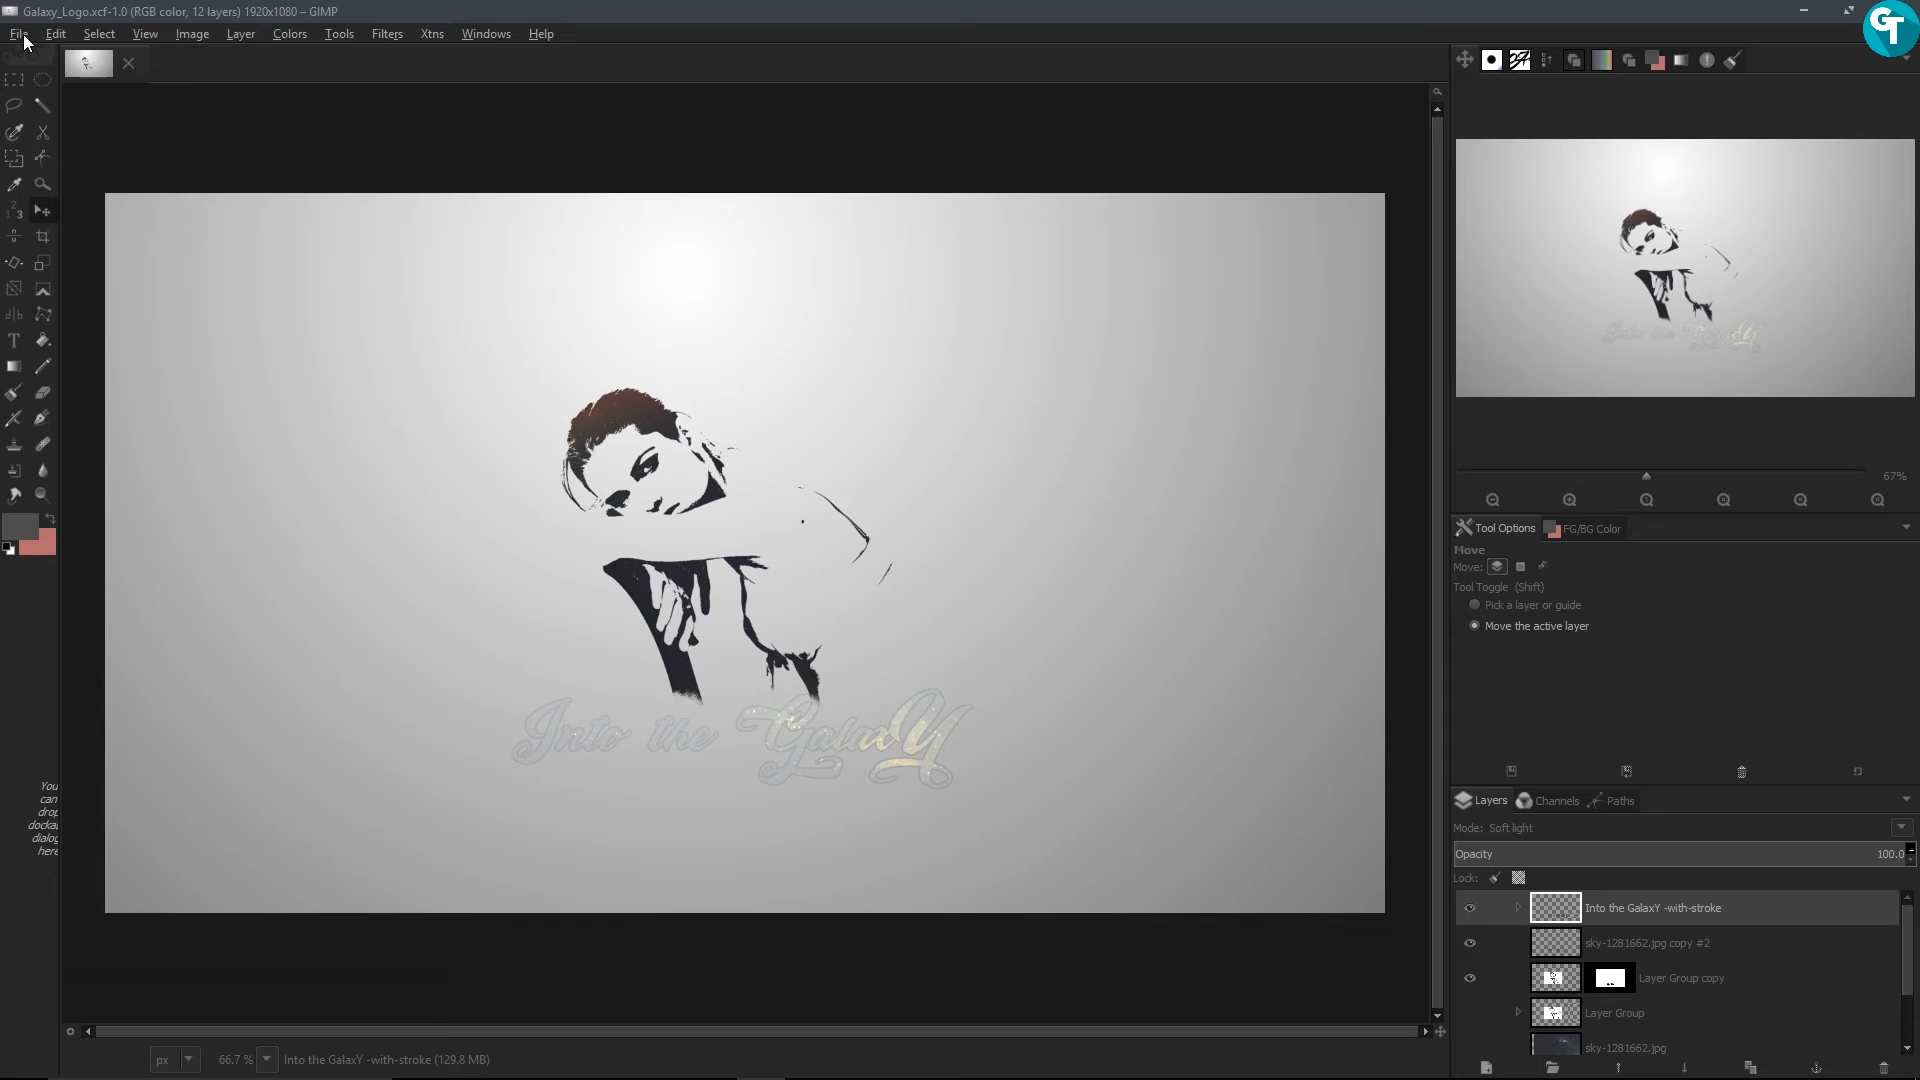 Galaxy_Logo.xcf-1.0 (RGB color, 12 layers) 1920x1080 – GIMP
GT
File Edit Select View Image Layer Colors Tools Filters Xtns Windows Help
67%
Tool Options FG/BG Color
Move
Move:
Tool Toggle (Shift)
Pick a layer or guide
Move the active layer
Into the GalaxY
You
can
drop
dockab
dialog
here
Layers Channels Paths
Mode: Soft light
Opacity 100.0
Lock:
Into the GalaxY -with-stroke
sky-1281662.jpg copy #2
Layer Group copy
Layer Group
sky-1281662.jpg
px 66.7 % Into the GalaxY -with-stroke (129.8 MB)